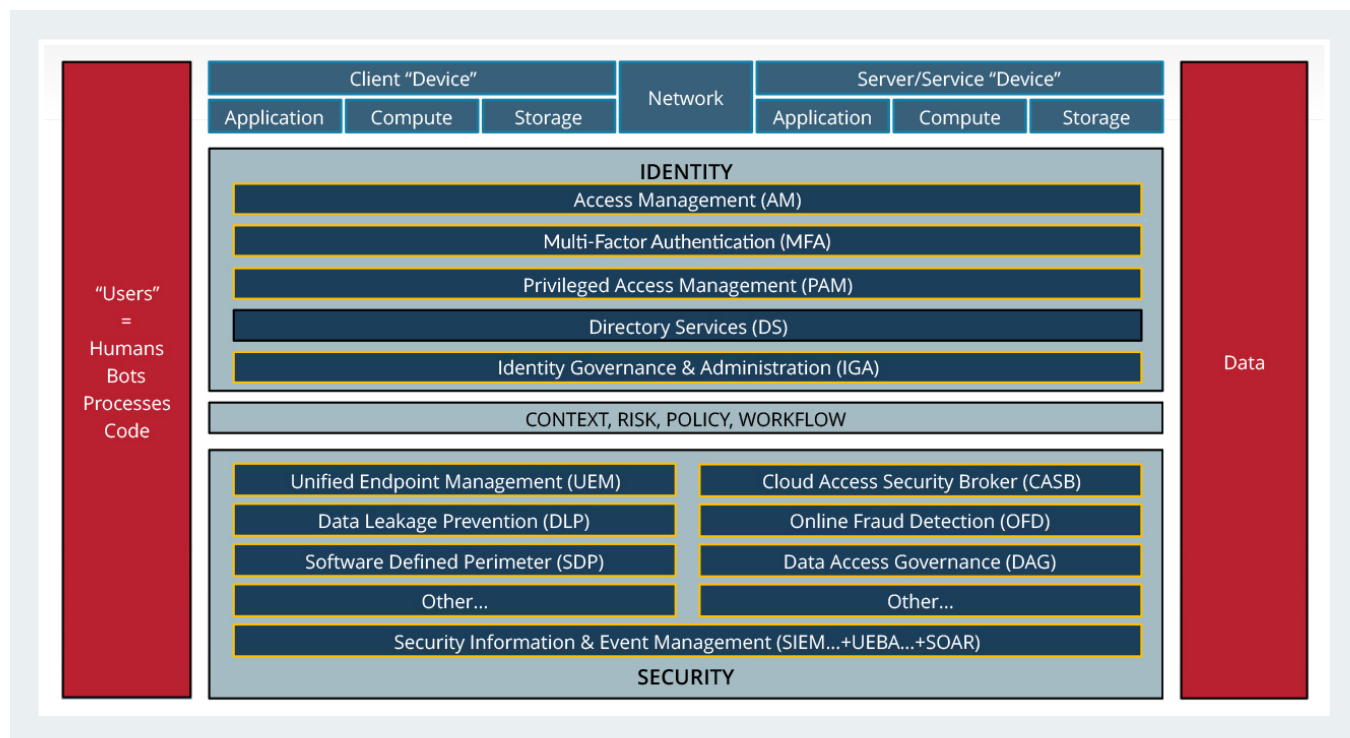 Client “Device”
Network
Server/Service “Device”
Application
Compute
Storage
Application
Compute
Storage
“Users”
=
Humans
Bots
Processes
Code
IDENTITY
Access Management (AM)
Multi-Factor Authentication (MFA)
Privileged Access Management (PAM)
Directory Services (DS)
Identity Governance & Administration (IGA)
CONTEXT, RISK, POLICY, WORKFLOW
Unified Endpoint Management (UEM)
Cloud Access Security Broker (CASB)
Data Leakage Prevention (DLP)
Online Fraud Detection (OFD)
Software Defined Perimeter (SDP)
Data Access Governance (DAG)
Other...
Other...
Security Information & Event Management (SIEM...+UEBA...+SOAR)
SECURITY
Data